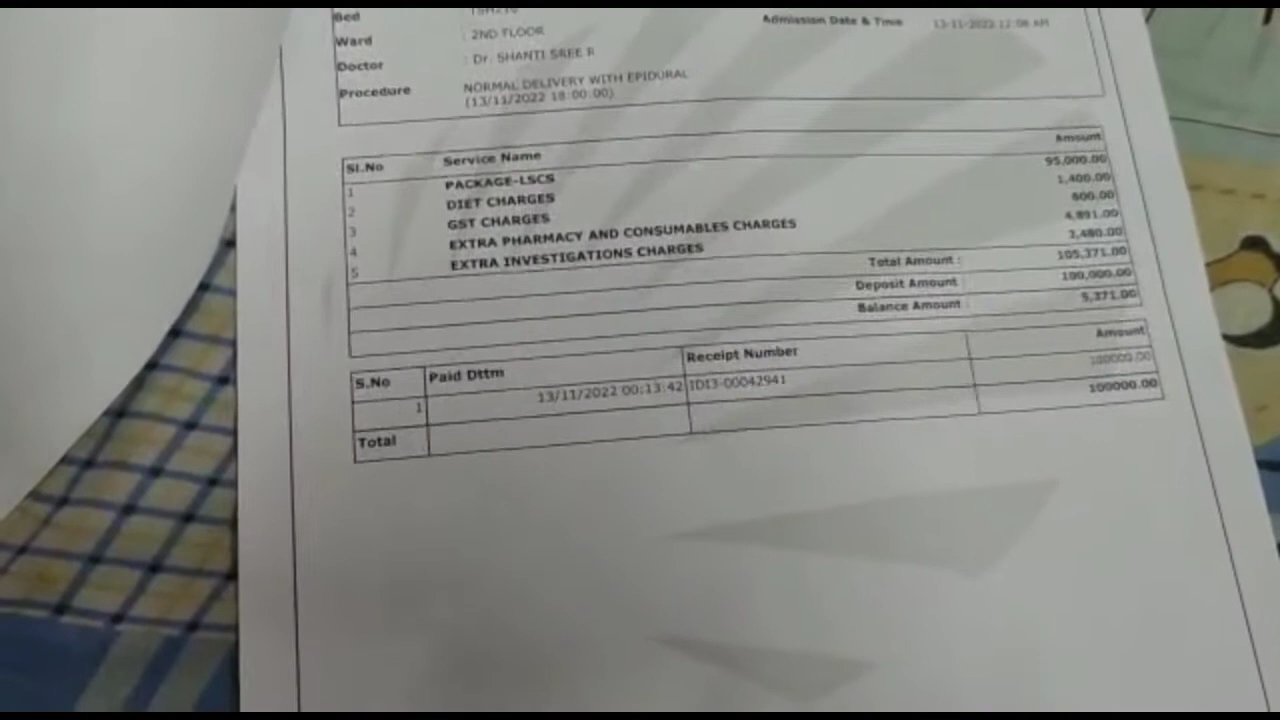 Bed : TSH210
Ward : 2ND FLOOR Admission Date & Time 13-11-2022 12:08 AM
Doctor : Dr. SHANTI SREE R
Procedure NORMAL DELIVERY WITH EPIDURAL
(13/11/2022 18:00:00)
Sl.No Service Name Amount
1 PACKAGE-LSCS 95,000.00
2 DIET CHARGES 1,400.00
3 GST CHARGES 600.00
4 EXTRA PHARMACY AND CONSUMABLES CHARGES 4,891.00
5 EXTRA INVESTIGATIONS CHARGES 3,480.00
Total Amount : 105,371.00
Deposit Amount : 100,000.00
Balance Amount : 5,371.00
S.No Paid Dttm Receipt Number Amount
1 13/11/2022 00:13:42 IDI3-00042941 100000.00
Total 100000.00